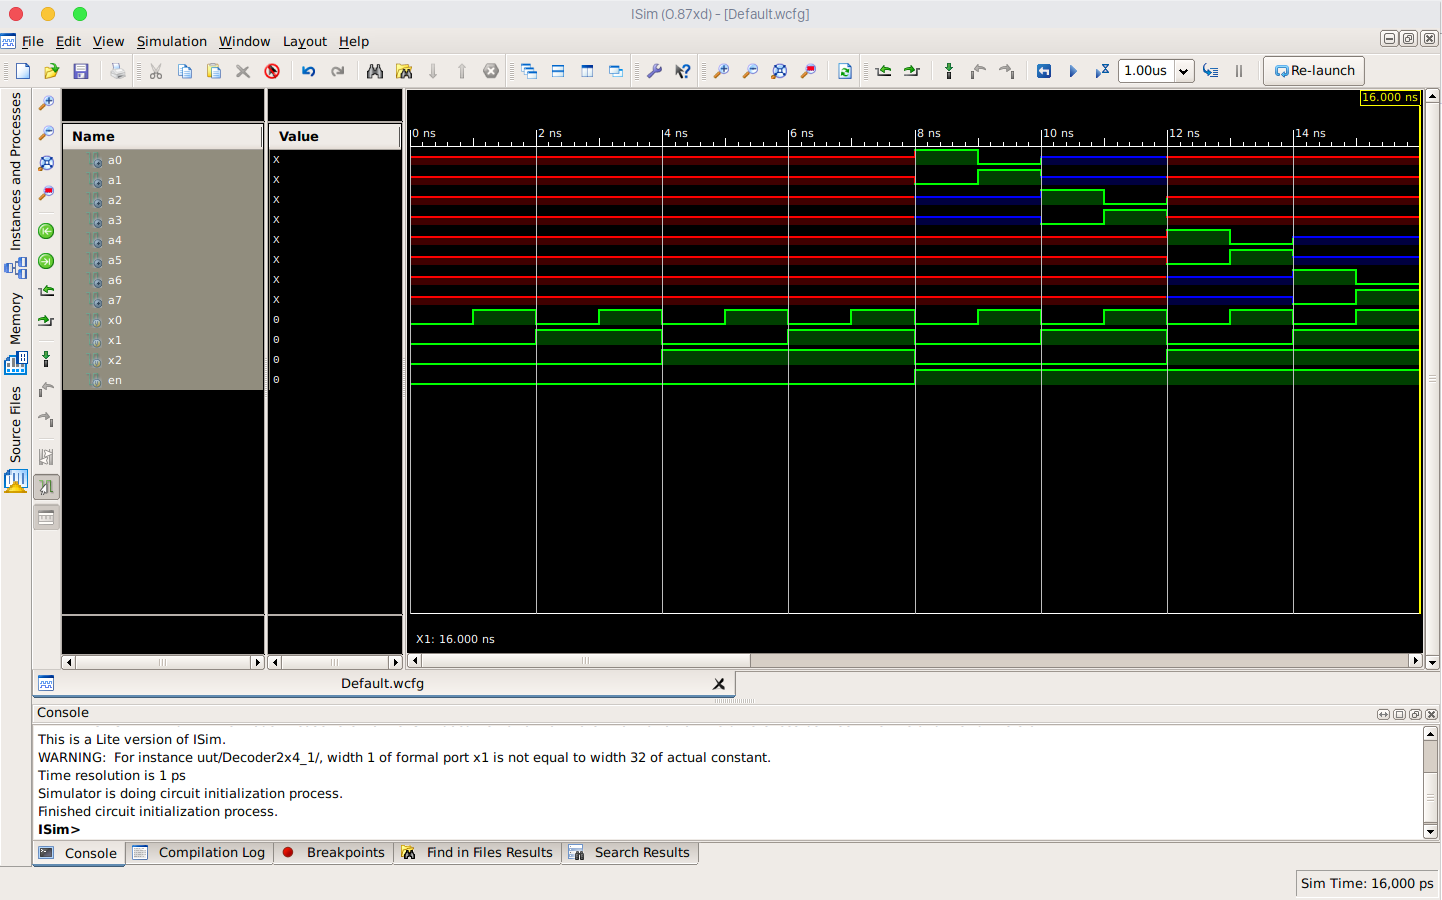 ISim (O.87xd) - [Default.wcfg]
File Edit View Simulation Window Layout Help
1.00us
Re-launch
Instances and Processes
Memory
Source Files
Name
Value
16.000 ns
0 ns 2 ns 4 ns 6 ns 8 ns 10 ns 12 ns 14 ns
a0 X
a1 X
a2 X
a3 X
a4 X
a5 X
a6 X
a7 X
x0 0
x1 0
x2 0
en 0
X1: 16.000 ns
Default.wcfg
Console
This is a Lite version of ISim.
WARNING: For instance uut/Decoder2x4_1/, width 1 of formal port x1 is not equal to width 32 of actual constant.
Time resolution is 1 ps
Simulator is doing circuit initialization process.
Finished circuit initialization process.
ISim>
Console Compilation Log Breakpoints Find in Files Results Search Results
Sim Time: 16,000 ps